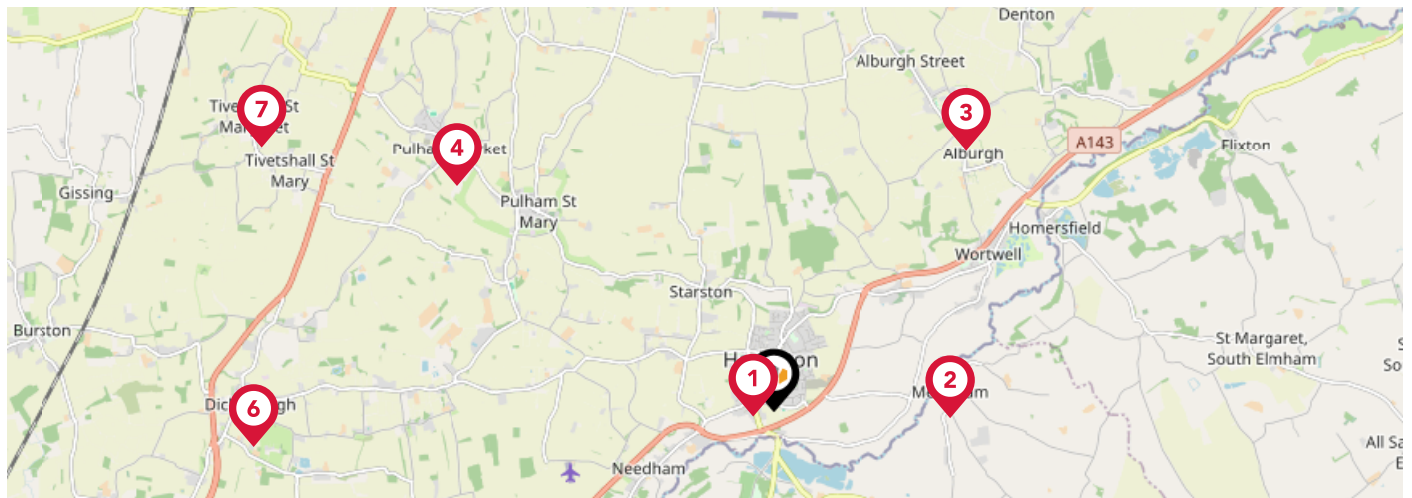 Denton
Alburgh Street
7
3
4
A143
Alburgh
Flixton
Tivetshall St
Mary
Gissing
Pulham St
Mary
Homersfield
Wortwell
Starston
Burston
St Margaret,
South Elmham
1
2
6
Needham
All Sa